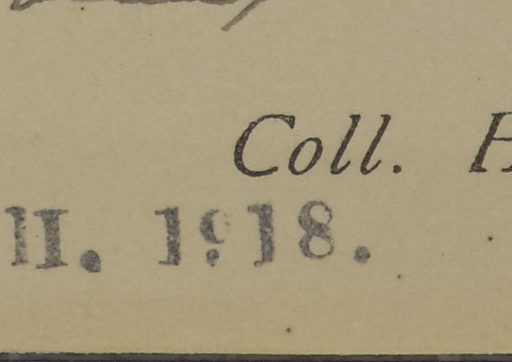 Coll. H
II. 1918.